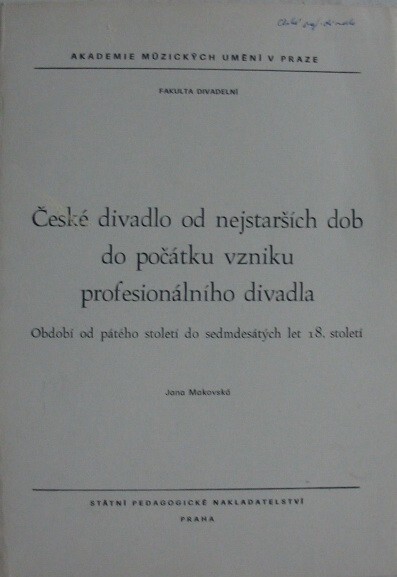 AKADEMIE MÚZICKÝCH UMĚNÍ V PRAZE
FAKULTA DIVADELNÍ
České divadlo od nejstarších dob
do počátku vzniku
profesionálního divadla
Období od pátého století do sedmdesátých let 18. století
Jana Makovská
STÁTNÍ PEDAGOGICKÉ NAKLADATELSTVÍ
PRAHA